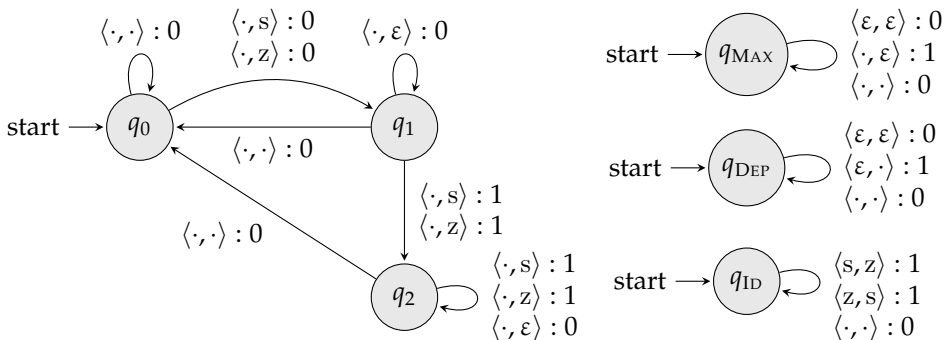 ⟨·, ·⟩ : 0
⟨·, s⟩ : 0
⟨·, z⟩ : 0
⟨·, ε⟩ : 0
start
q0
q1
⟨·, ·⟩ : 0
⟨·, s⟩ : 1
⟨·, z⟩ : 1
⟨·, ·⟩ : 0
q2
⟨·, s⟩ : 1
⟨·, z⟩ : 1
⟨·, ε⟩ : 0
start
qMAX
⟨ε, ε⟩ : 0
⟨·, ε⟩ : 1
⟨·, ·⟩ : 0
start
qDEP
⟨ε, ε⟩ : 0
⟨ε, ·⟩ : 1
⟨·, ·⟩ : 0
start
qID
⟨s, z⟩ : 1
⟨z, s⟩ : 1
⟨·, ·⟩ : 0